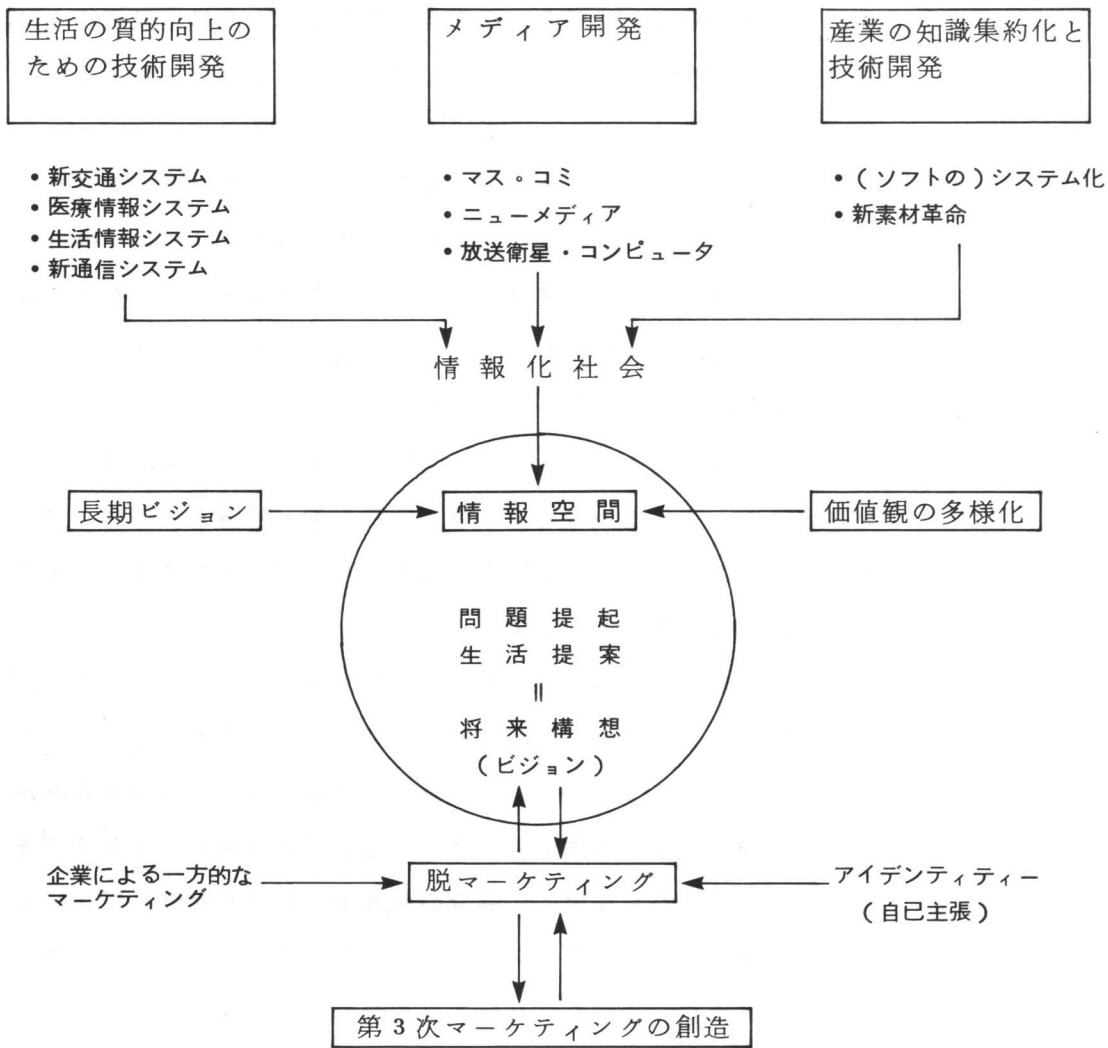 生活の質的向上の
ための技術開発
メディア開発
産業の知識集約化と
技術開発
• 新交通システム
• 医療情報システム
• 生活情報システム
• 新通信システム
• マス。コミ
• ニューメディア
• 放送衛星・コンピュータ
• (ソフトの)システム化
• 新素材革命
情報化社会
長期ビジョン
情報空間
価値観の多様化
問題提起
生活提案
॥
将来構想
(ビジョン)
企業による一方的な
マーケティング
脱マーケティング
アイデンティティー
(自已主張)
第3次マーケティングの創造